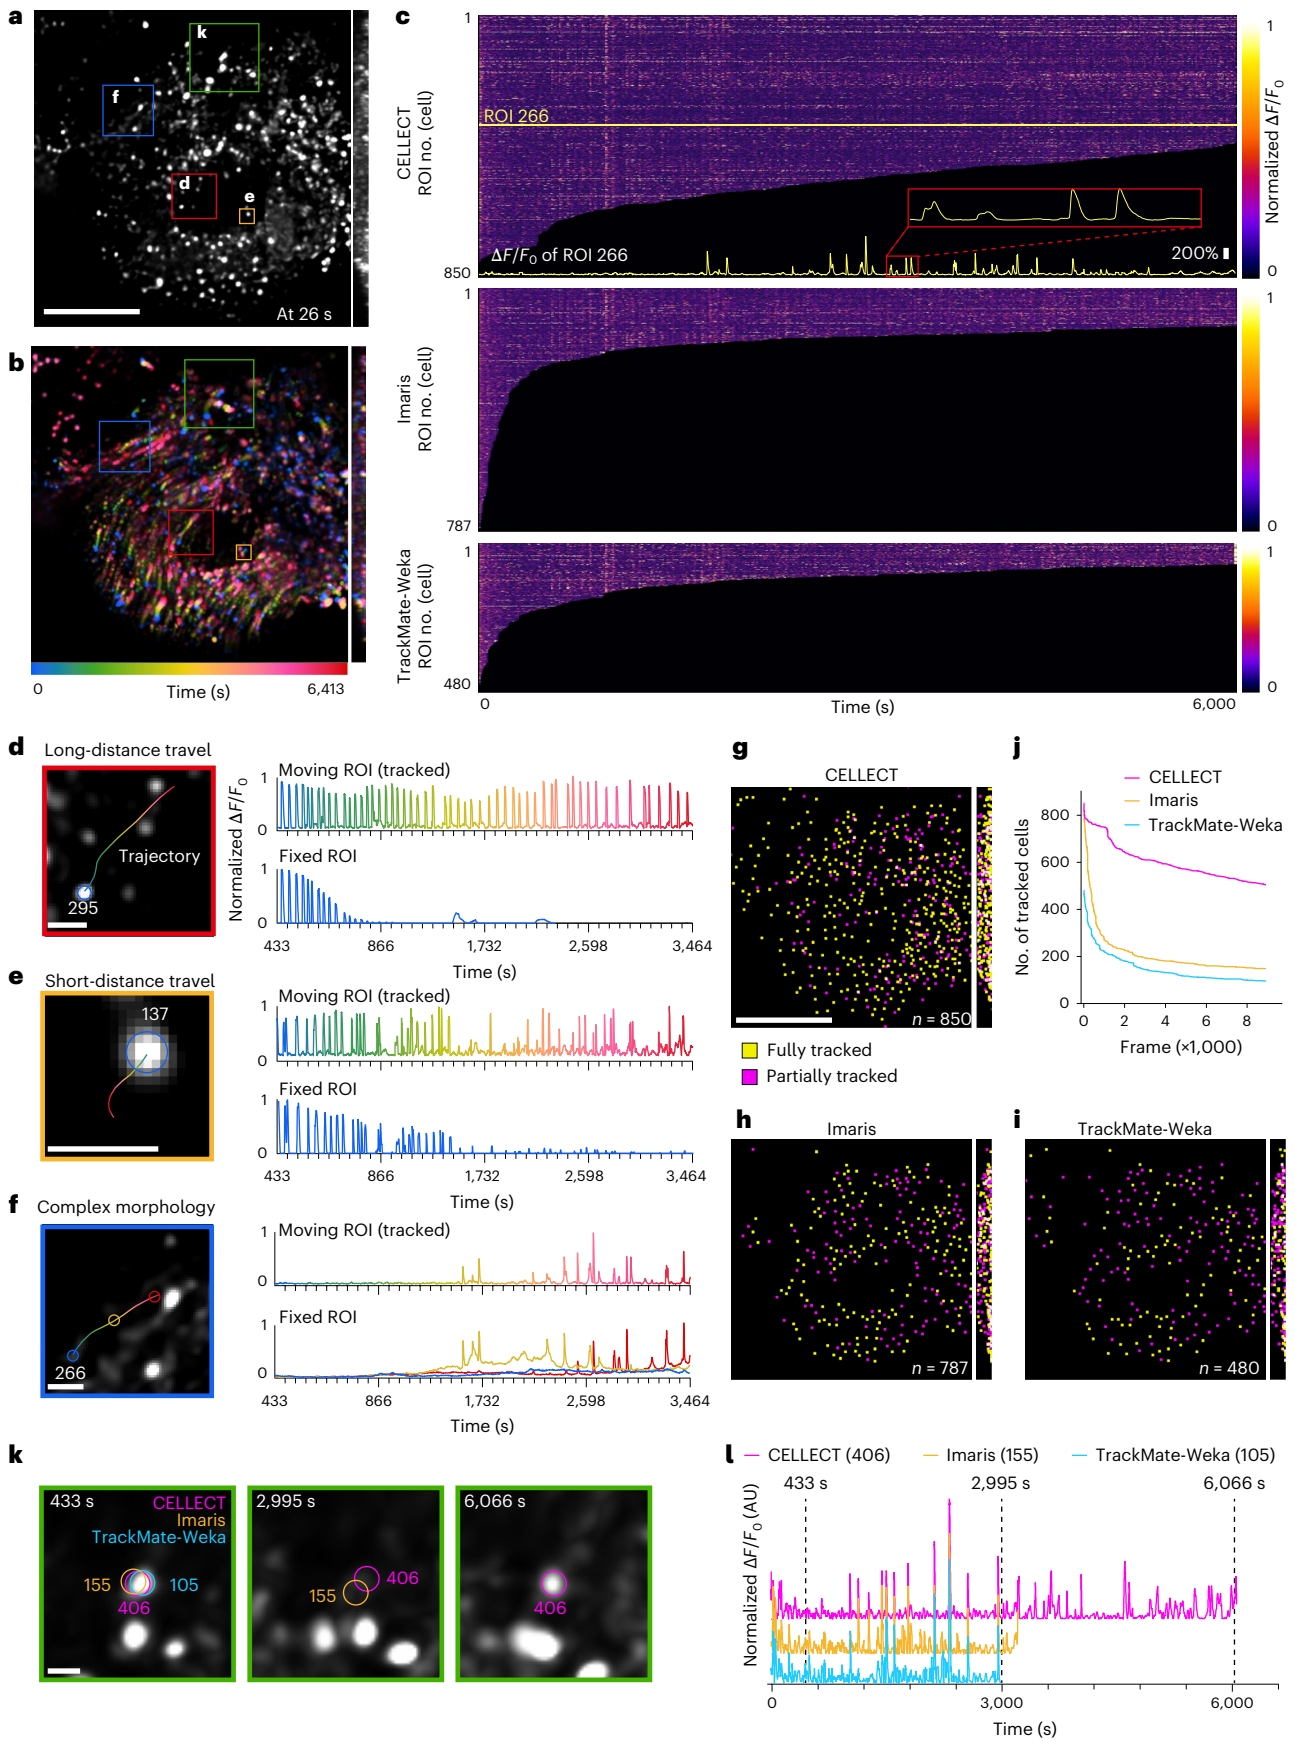 a
k
f
d
e
At 26 s
b
0
6,413
Time (s)
c
1
CELLECT
ROI no. (cell)
ROI 266
ΔF/F0 of ROI 266
200%
850
1
Normalized ΔF/F0
0
1
Imaris
ROI no. (cell)
787
1
0
1
TrackMate-Weka
ROI no. (cell)
480
1
0
0
6,000
Time (s)
d
Long-distance travel
Trajectory
295
Normalized ΔF/F0
Moving ROI (tracked)
1
0
Fixed ROI
1
0
433
866
1,732
2,598
3,464
Time (s)
e
Short-distance travel
137
Moving ROI (tracked)
1
0
Fixed ROI
1
0
433
866
1,732
2,598
3,464
Time (s)
f
Complex morphology
266
Moving ROI (tracked)
1
0
Fixed ROI
1
0
433
866
1,732
2,598
3,464
Time (s)
g
CELLECT
n = 850
Fully tracked
Partially tracked
h
Imaris
n = 787
i
TrackMate-Weka
n = 480
j
CELLECT
Imaris
TrackMate-Weka
No. of tracked cells
800
600
400
200
0
0
2
4
6
8
Frame (×1,000)
k
433 s
CELLECT
Imaris
TrackMate-Weka
155
105
406
2,995 s
406
155
6,066 s
406
l
CELLECT (406)
Imaris (155)
TrackMate-Weka (105)
433 s
2,995 s
6,066 s
Normalized ΔF/F0 (AU)
0
3,000
6,000
Time (s)